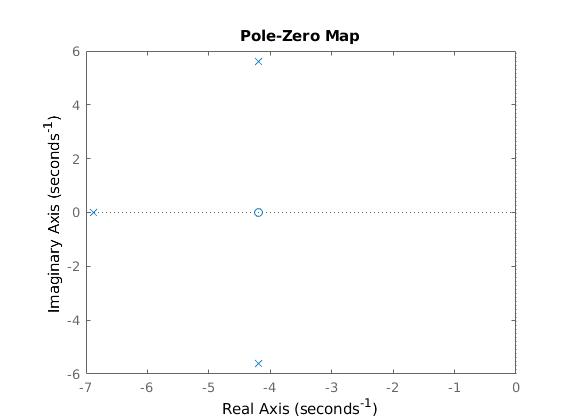 Pole-Zero Map
6
4
2
0
-2
-4
-6
Imaginary Axis (seconds⁻¹)
-7 -6 -5 -4 -3 -2 -1 0
Real Axis (seconds⁻¹)